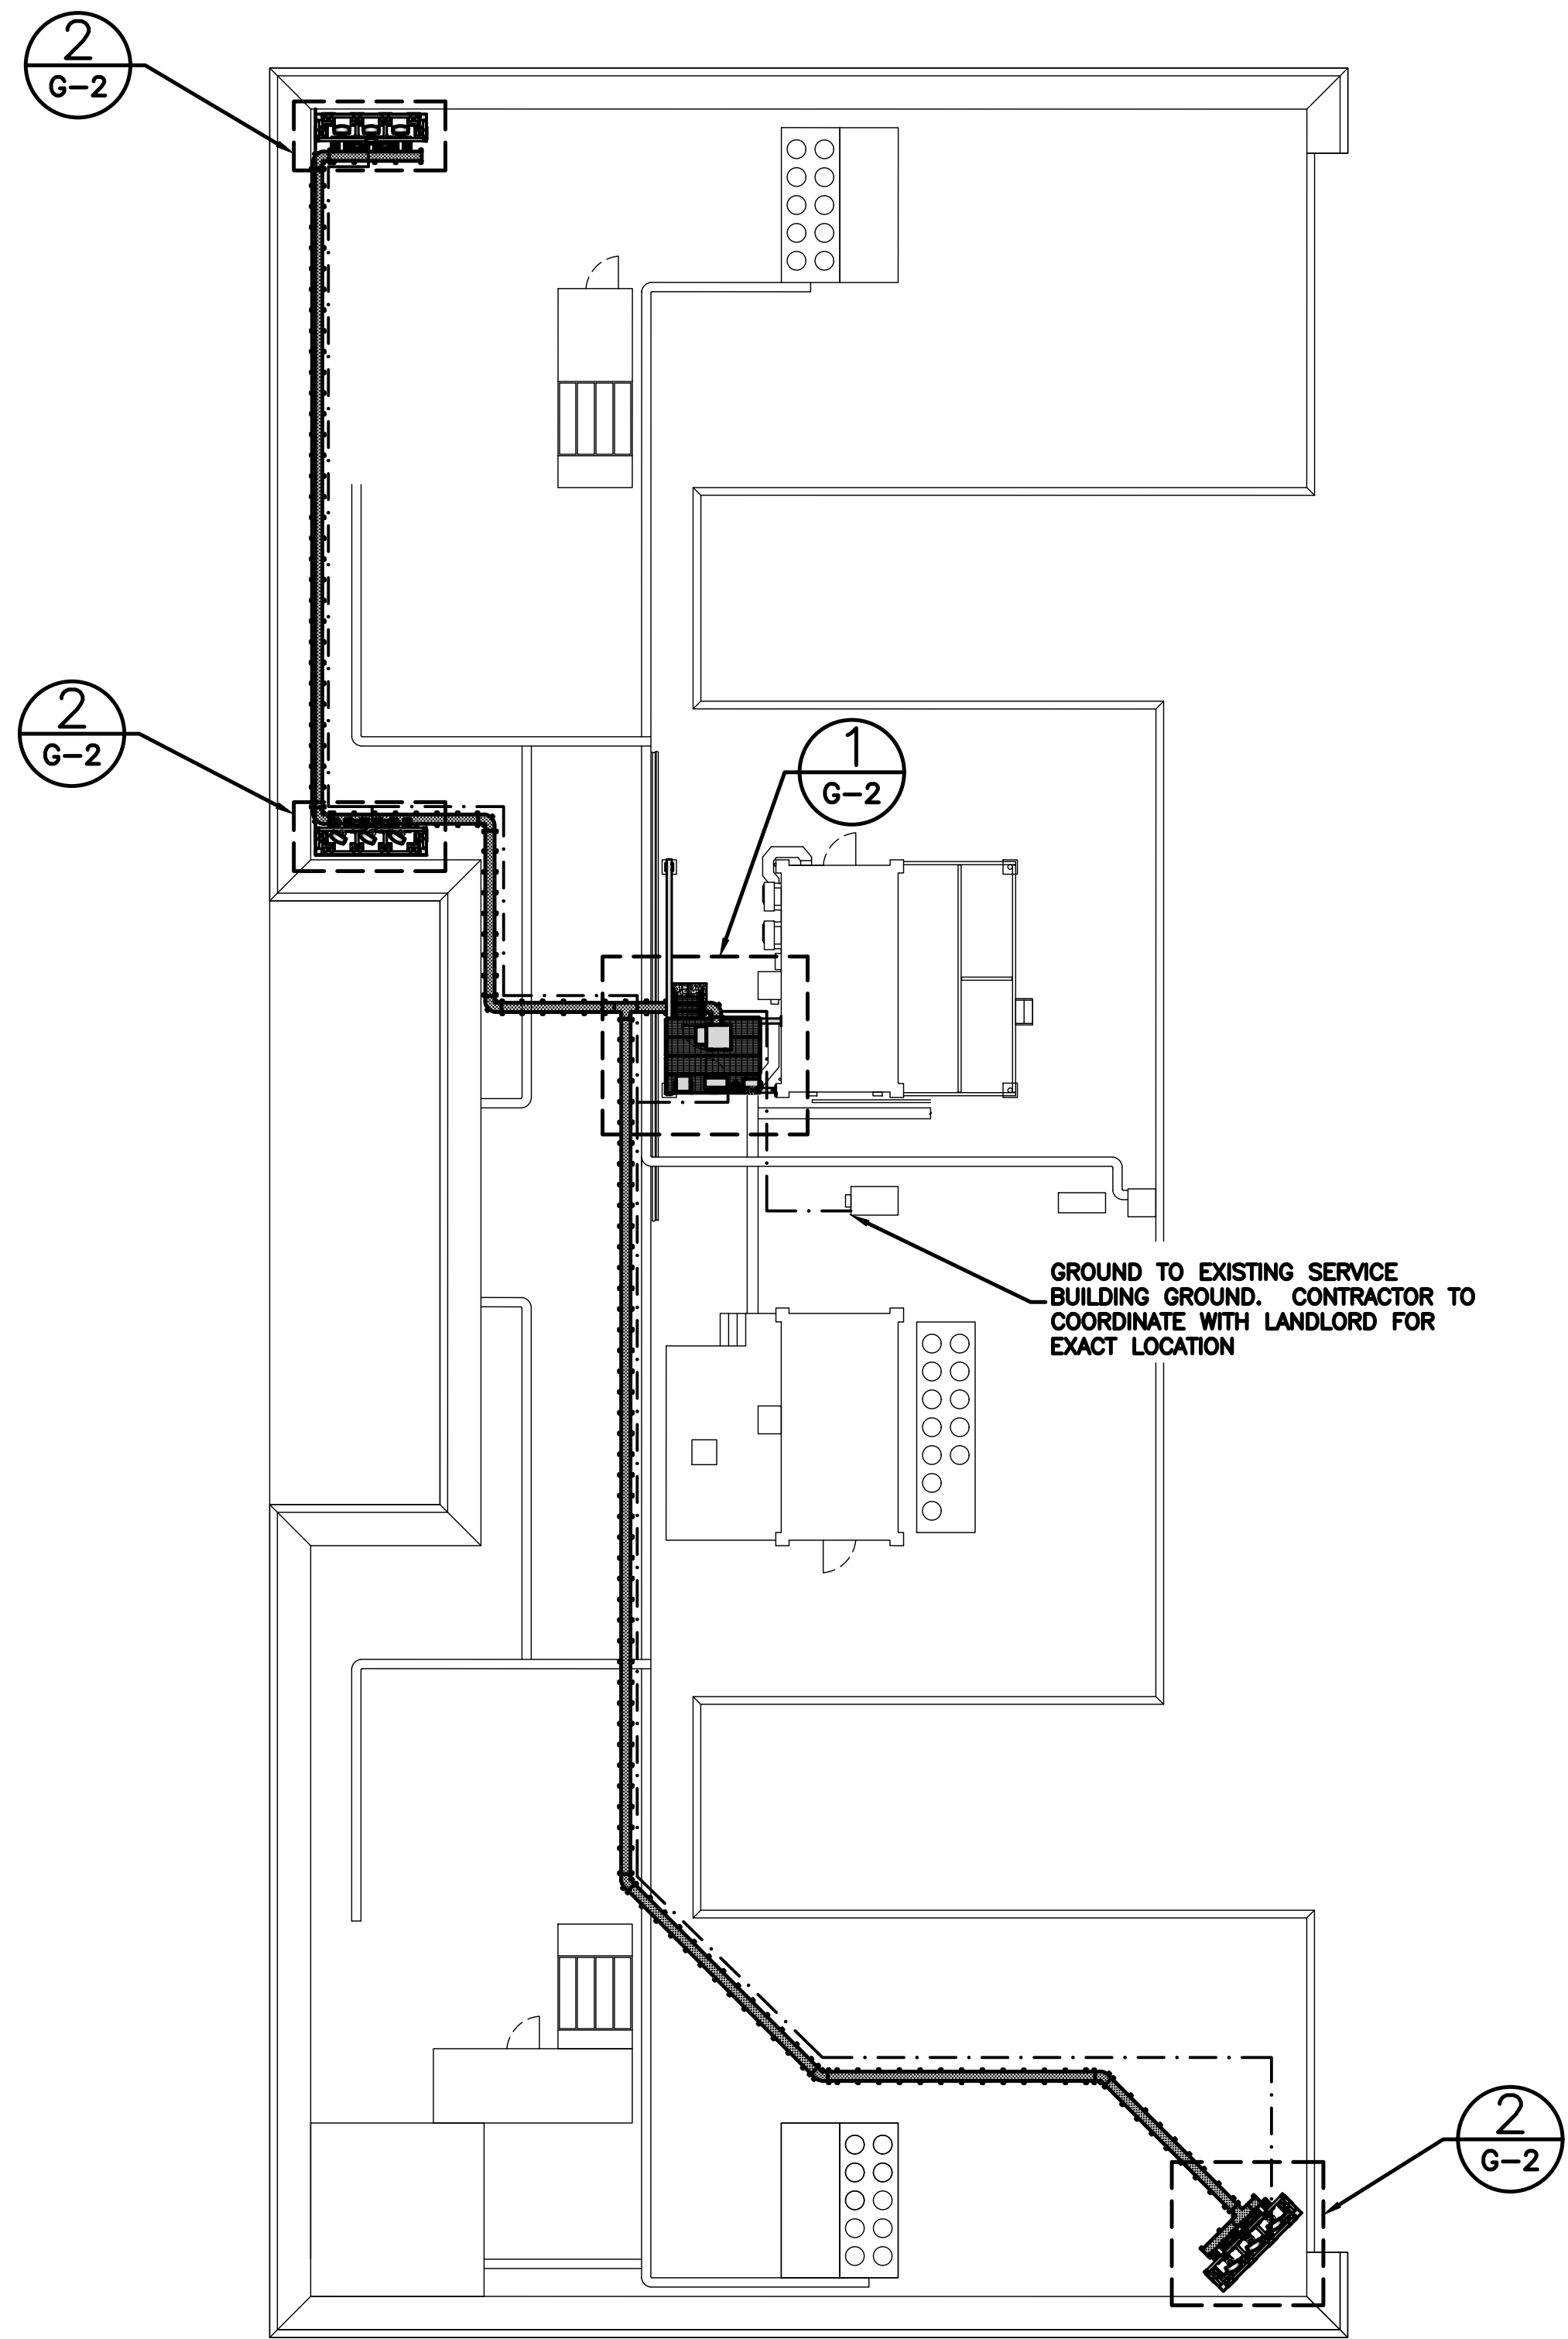 2
G-2
2
G-2
1
G-2
GROUND TO EXISTING SERVICE
BUILDING GROUND. CONTRACTOR TO
COORDINATE WITH LANDLORD FOR
EXACT LOCATION
2
G-2